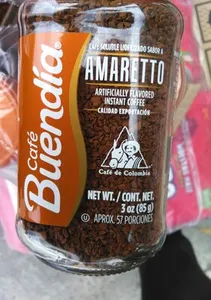 Café
Buendía
CAFÉ SOLUBLE LIOFILIZADO SABOR A
AMARETTO
ARTIFICIALLY FLAVORED
INSTANT COFFEE
CALIDAD EXPORTACIÓN
Café de Colombia
NET WT. / CONT. NET.
3 oz (85 g)
APROX. 57 PORCIONES